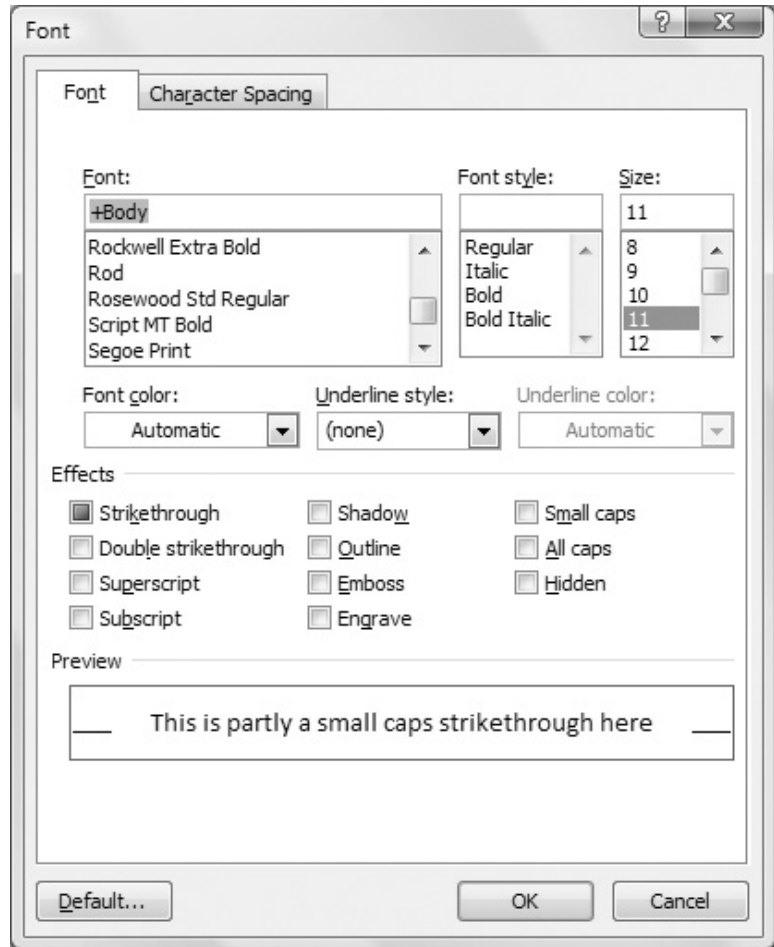 Font
Font Character Spacing
Font: Font style: Size:
+Body 11
Rockwell Extra Bold Regular 8
Rod Italic 9
Rosewood Std Regular Bold 10
Script MT Bold Bold Italic 11
Segoe Print 12
Font color: Underline style: Underline color:
Automatic (none) Automatic
Effects
Strikethrough Shadow Small caps
Double strikethrough Outline All caps
Superscript Emboss Hidden
Subscript Engrave
Preview
This is partly a small caps strikethrough here
Default... OK Cancel